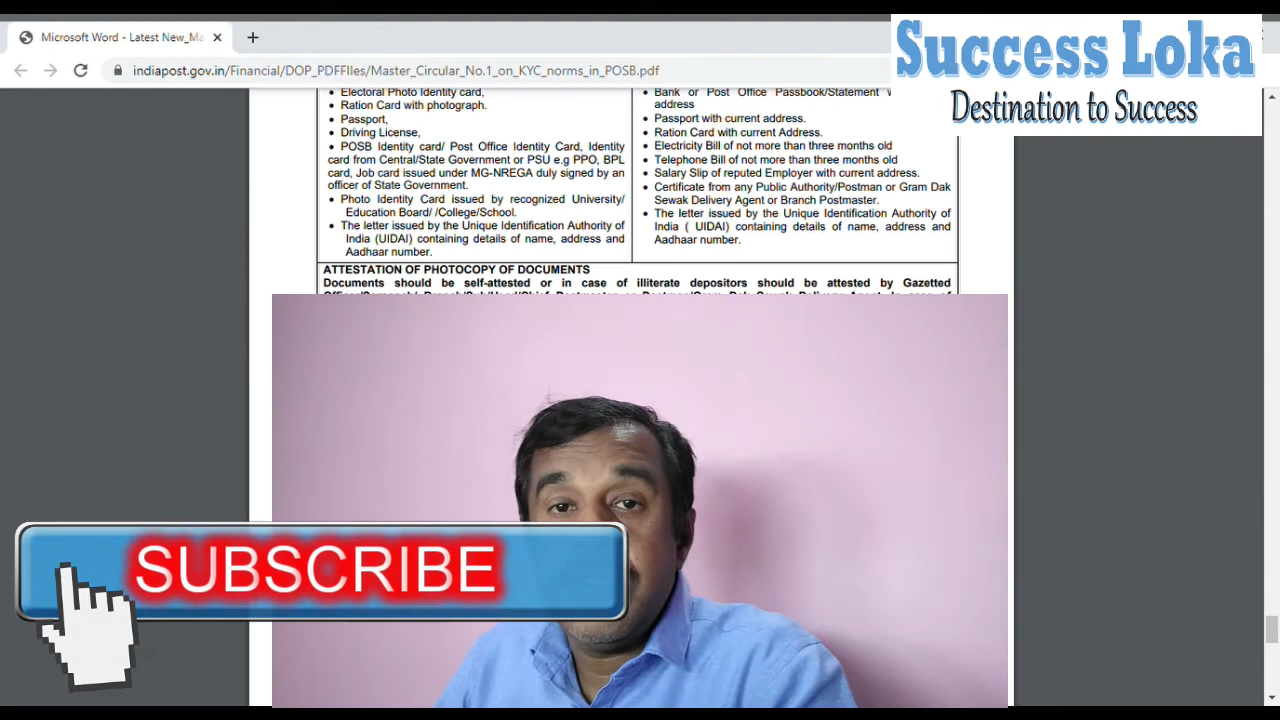 Microsoft Word - Latest New_Ma
indiapost.gov.in/Financial/DOP_PDFFIles/Master_Circular_No.1_on_KYC_norms_in_POSB.pdf
Success Loka
Destination to Success
• Electoral Photo Identity card,
• Ration Card with photograph.
• Passport,
• Driving License,
• POSB Identity card/ Post Office Identity Card, Identity
card from Central/State Government or PSU e.g PPO, BPL
card, Job card issued under MG-NREGA duly signed by an
officer of State Government.
• Photo Identity Card issued by recognized University/
Education Board/ /College/School.
• The letter issued by the Unique Identification Authority of
India (UIDAI) containing details of name, address and
Aadhaar number.
• Bank or Post Office Passbook/Statement
address
• Passport with current address.
• Ration Card with current Address.
• Electricity Bill of not more than three months old
• Telephone Bill of not more than three months old
• Salary Slip of reputed Employer with current address.
• Certificate from any Public Authority/Postman or Gram Dak
Sewak Delivery Agent or Branch Postmaster.
• The letter issued by the Unique Identification Authority of
India ( UIDAI) containing details of name, address and
Aadhaar number.
ATTESTATION OF PHOTOCOPY OF DOCUMENTS
Documents should be self-attested or in case of illiterate depositors should be attested by Gazetted
SUBSCRIBE